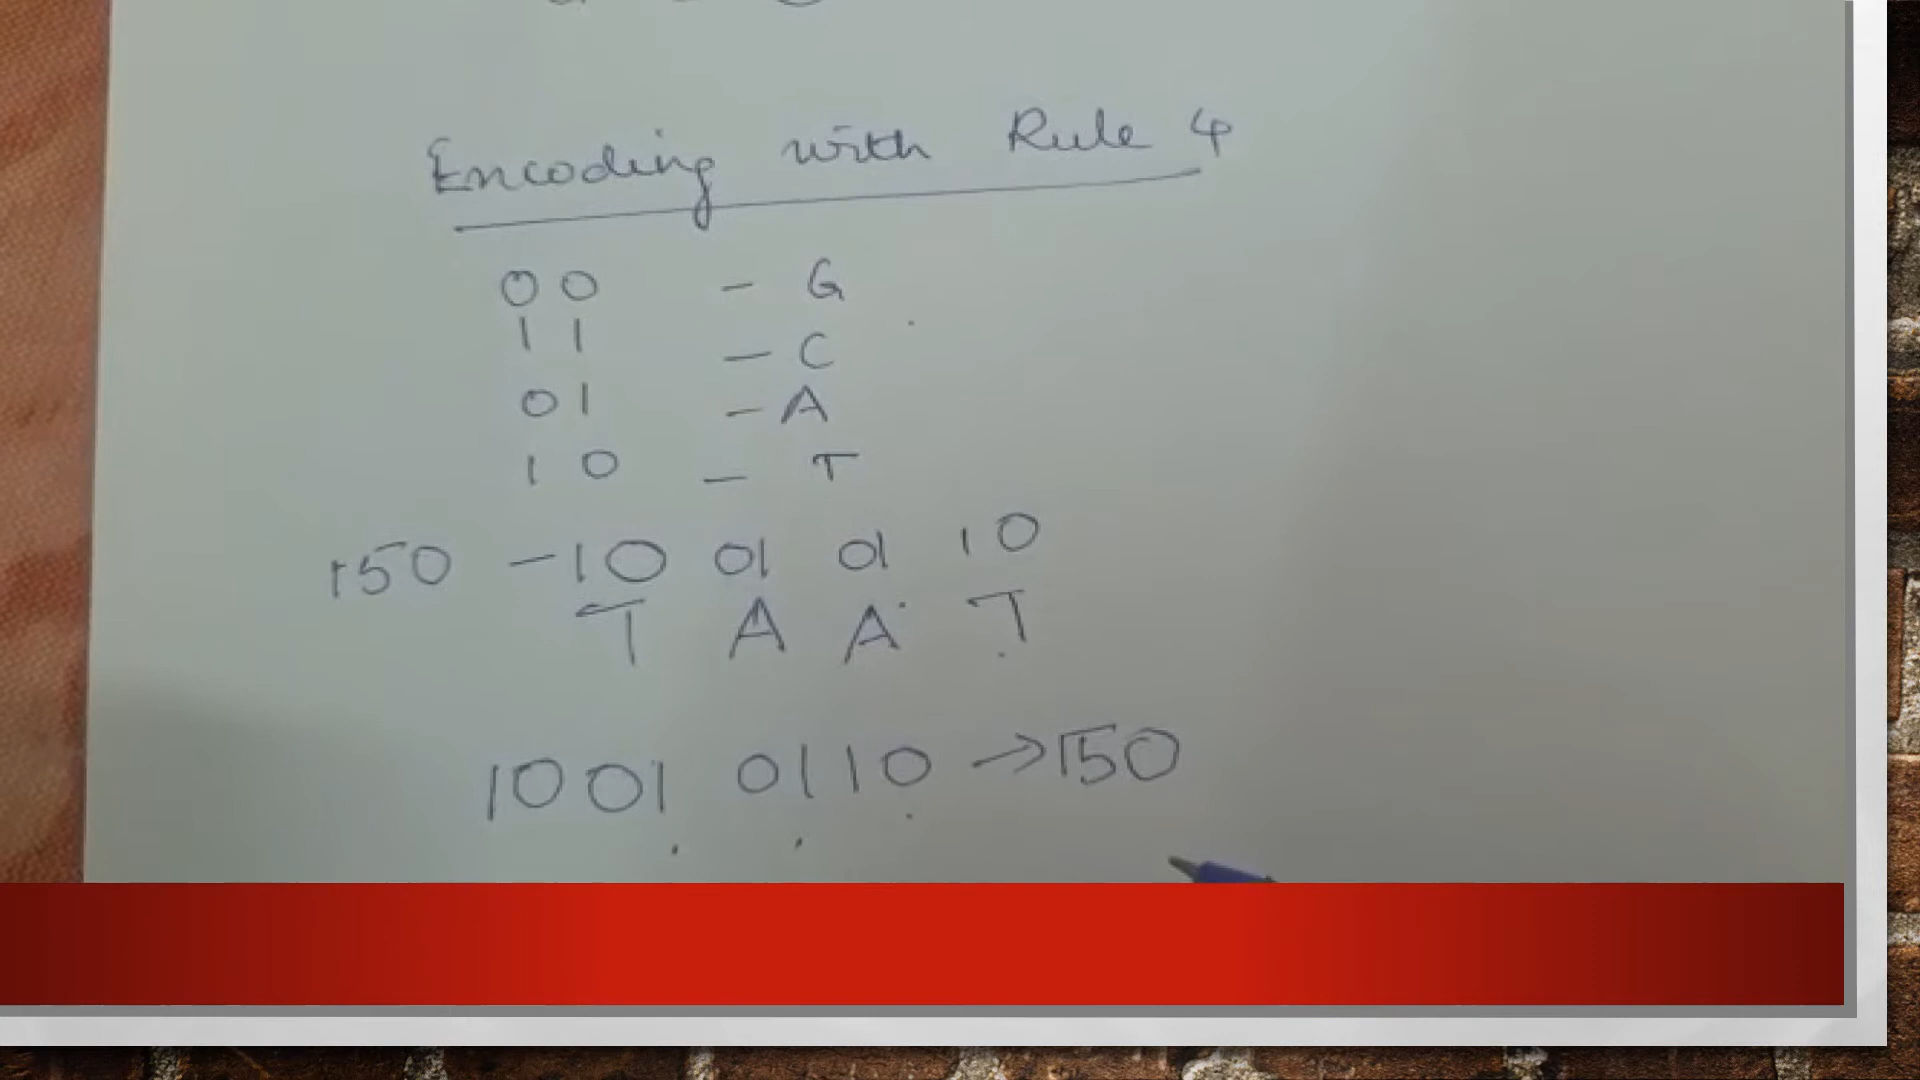 Encoding with Rule 4
00 - G
11 - C
01 - A
10 - T
150 - 10 01 01 10
T A A T
1001 0110 → 150